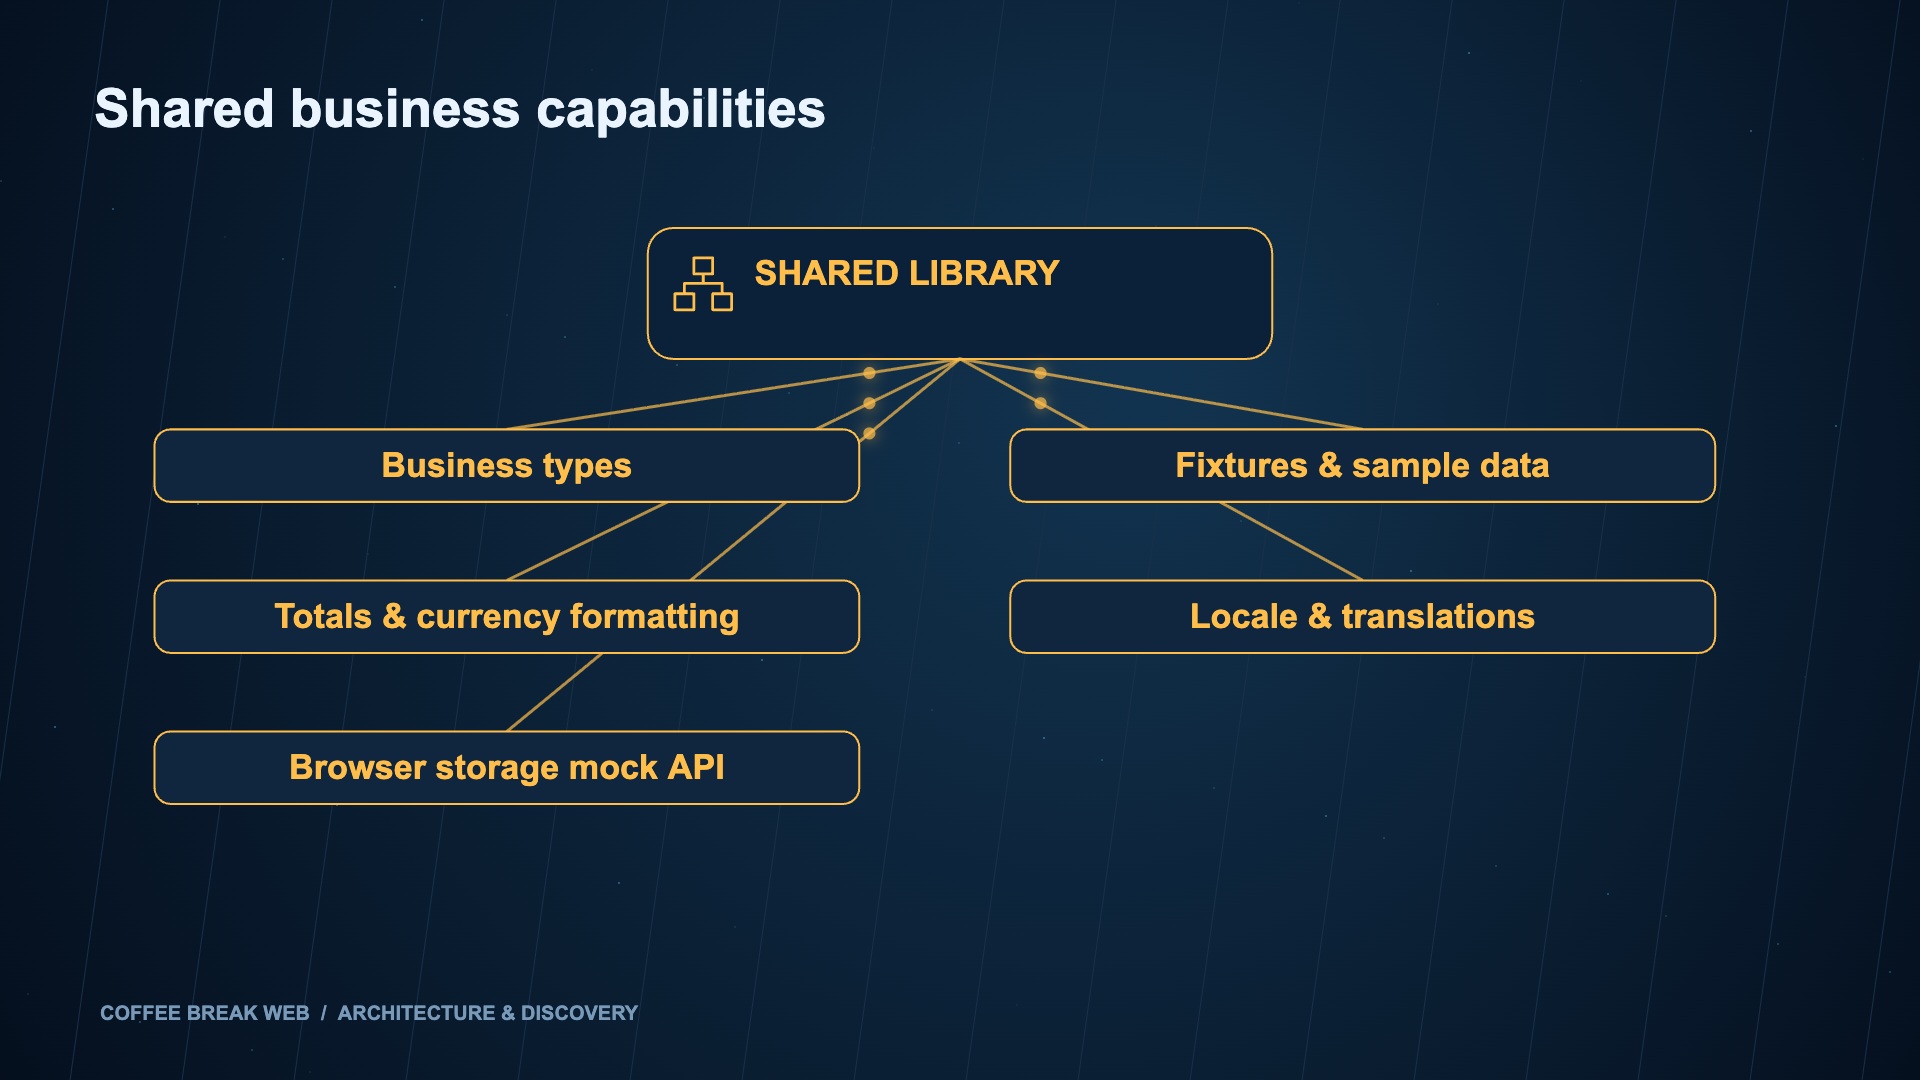 Shared business capabilities
SHARED LIBRARY
Business types
Fixtures & sample data
Totals & currency formatting
Locale & translations
Browser storage mock API
COFFEE BREAK WEB / ARCHITECTURE & DISCOVERY